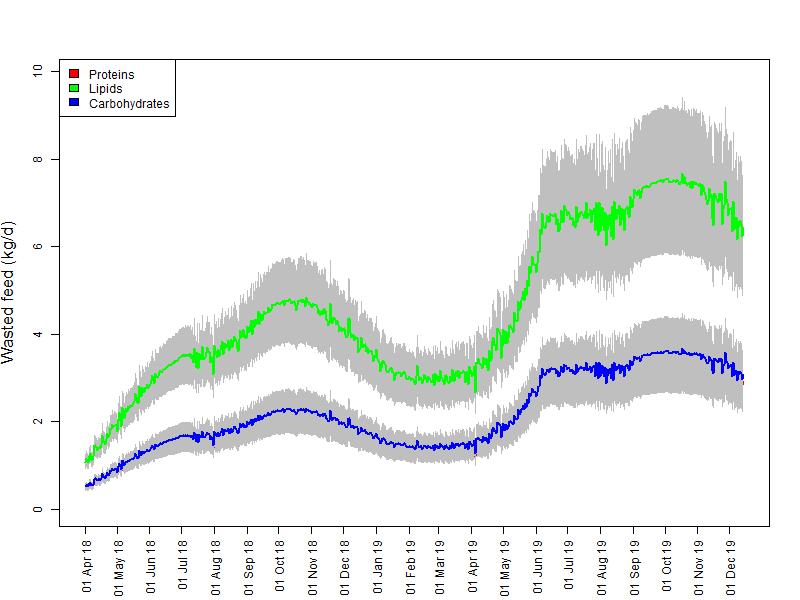 Proteins
Lipids
Carbohydrates
Wasted feed (kg/d)
10
8
6
4
2
0
01 Apr 18
01 May 18
01 Jun 18
01 Jul 18
01 Aug 18
01 Sep 18
01 Oct 18
01 Nov 18
01 Dec 18
01 Jan 19
01 Feb 19
01 Mar 19
01 Apr 19
01 May 19
01 Jun 19
01 Jul 19
01 Aug 19
01 Sep 19
01 Oct 19
01 Nov 19
01 Dec 19